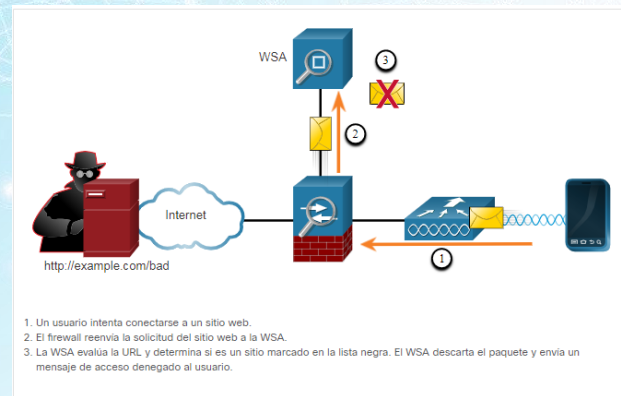 WSA
3
2
Internet
1
http://example.com/bad
1. Un usuario intenta conectarse a un sitio web.
2. El firewall reenvía la solicitud del sitio web a la WSA.
3. La WSA evalúa la URL y determina si es un sitio marcado en la lista negra. El WSA descarta el paquete y envía un
mensaje de acceso denegado al usuario.